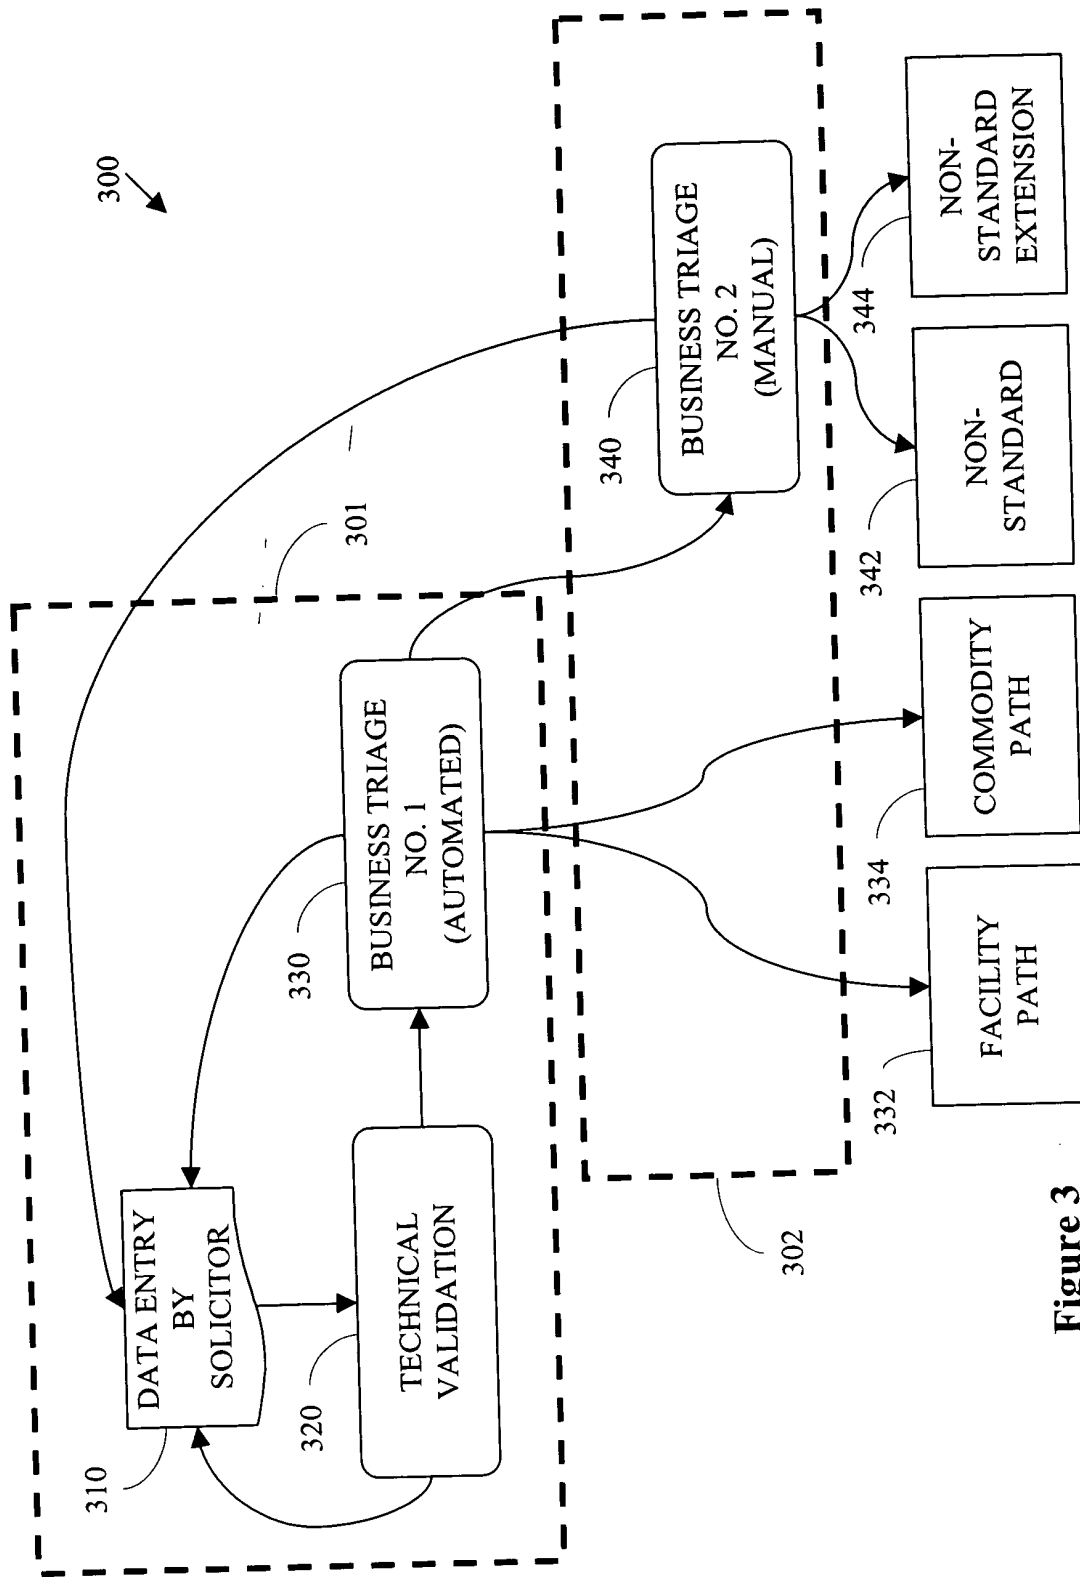 300
301
310
DATA ENTRY
BY
SOLICITOR
320
TECHNICAL
VALIDATION
330
BUSINESS TRIAGE
NO. 1
(AUTOMATED)
302
340
BUSINESS TRIAGE
NO. 2
(MANUAL)
332
FACILITY
PATH
334
COMMODITY
PATH
342
NON-
STANDARD
344
NON-
STANDARD
EXTENSION
Figure 3